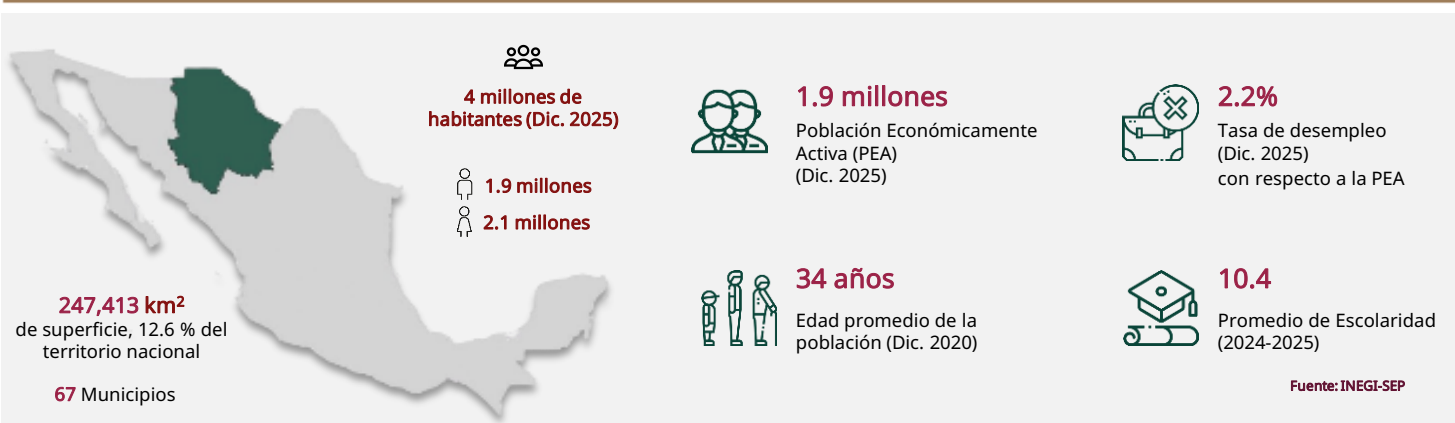 4 millones de
habitantes (Dic. 2025)
1.9 millones
2.1 millones
247,413 km²
de superficie, 12.6 % del
territorio nacional
67 Municipios
1.9 millones
Población Económicamente
Activa (PEA)
(Dic. 2025)
2.2%
Tasa de desempleo
(Dic. 2025)
con respecto a la PEA
34 años
Edad promedio de la
población (Dic. 2020)
10.4
Promedio de Escolaridad
(2024-2025)
Fuente: INEGI-SEP